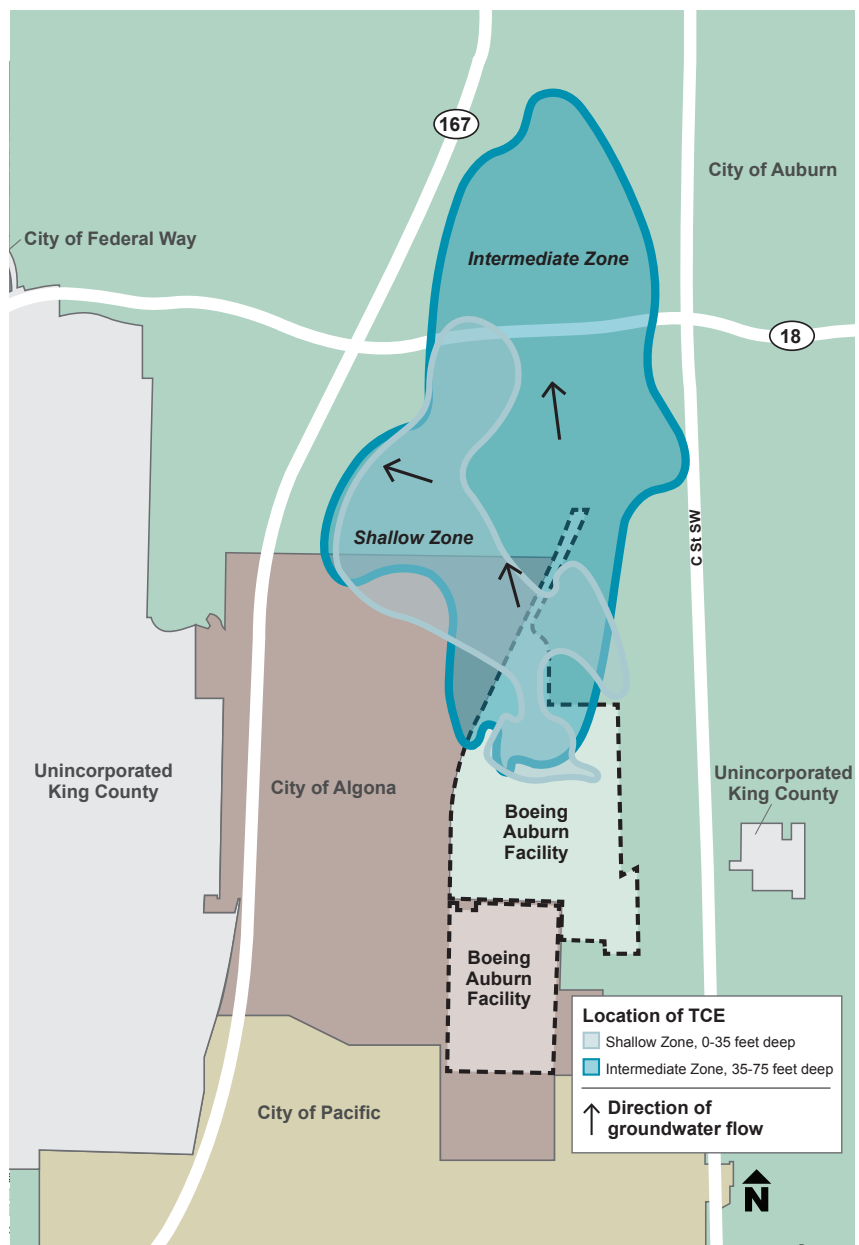 167
City of Auburn
City of Federal Way
Intermediate Zone
18
C St SW
Shallow Zone
Unincorporated
King County
City of Algona
Boeing
Auburn
Facility
Unincorporated
King County
Boeing
Auburn
Facility
Location of TCE
Shallow Zone, 0-35 feet deep
Intermediate Zone, 35-75 feet deep
Direction of
groundwater flow
City of Pacific
N